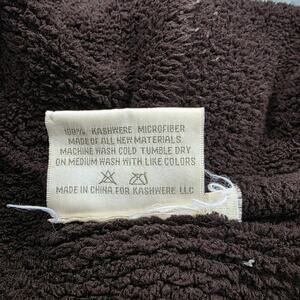 100% KASHWERE MICROFIBER
MADE OF ALL NEW MATERIALS
MACHINE WASH COLD TUMBLE DRY
ON MEDIUM WASH WITH LIKE COLORS
MADE IN CHINA FOR KASHWERE LLC